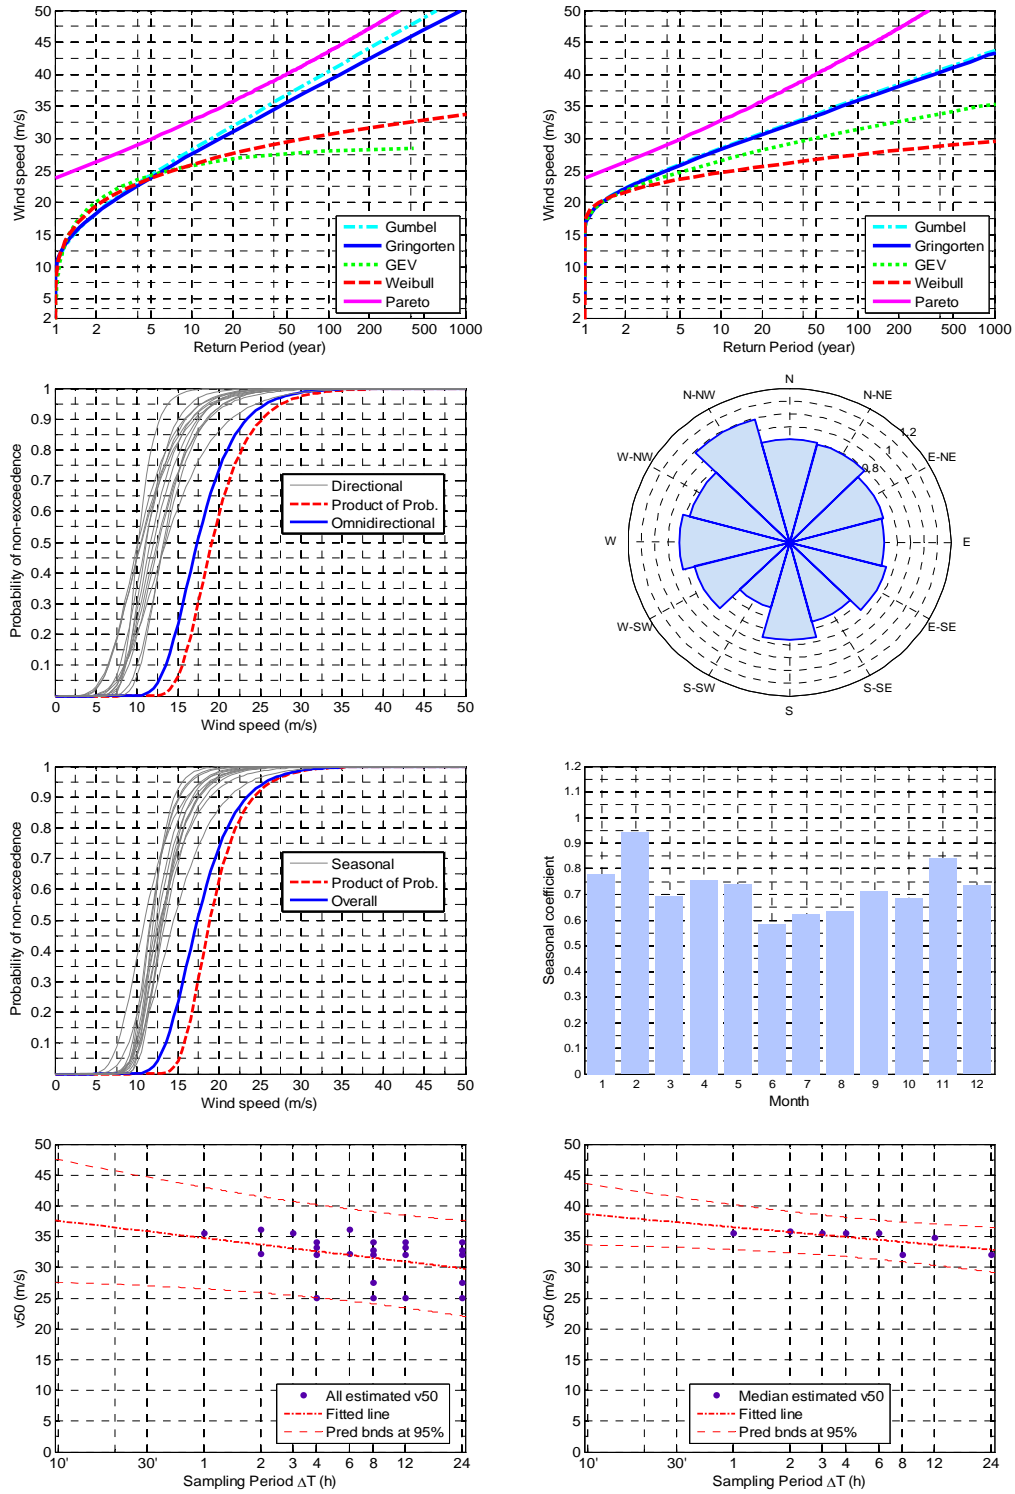 50
45
40
35
30
25
20
15
10
5
2
Wind speed (m/s)
1 2 5 10 20 50 100 200 500 1000
Return Period (year)
Gumbel
Gringorten
GEV
Weibull
Pareto
50
45
40
35
30
25
20
15
10
5
2
Wind speed (m/s)
1 2 5 10 20 50 100 200 500 1000
Return Period (year)
Gumbel
Gringorten
GEV
Weibull
Pareto
1
0.9
0.8
0.7
0.6
0.5
0.4
0.3
0.2
0.1
Probability of non-exceedence
0 5 10 15 20 25 30 35 40 45 50
Wind speed (m/s)
Directional
Product of Prob.
Omnidirectional
N
N-NW
N-NE
1.2
1
0.8
W-NW
E-NE
W
E
W-SW
E-SE
S-SW
S-SE
S
1
0.9
0.8
0.7
0.6
0.5
0.4
0.3
0.2
0.1
Probability of non-exceedence
0 5 10 15 20 25 30 35 40 45 50
Wind speed (m/s)
Seasonal
Product of Prob.
Overall
1.2
1.1
1
0.9
0.8
0.7
0.6
0.5
0.4
0.3
0.2
0.1
0
Seasonal coefficient
1 2 3 4 5 6 7 8 9 10 11 12
Month
50
45
40
35
30
25
20
15
10
5
0
v50 (m/s)
10' 30' 1 2 3 4 6 8 12 24
Sampling Period ΔT (h)
All estimated v50
Fitted line
Pred bnds at 95%
50
45
40
35
30
25
20
15
10
5
0
v50 (m/s)
10' 30' 1 2 3 4 6 8 12 24
Sampling Period ΔT (h)
Median estimated v50
Fitted line
Pred bnds at 95%